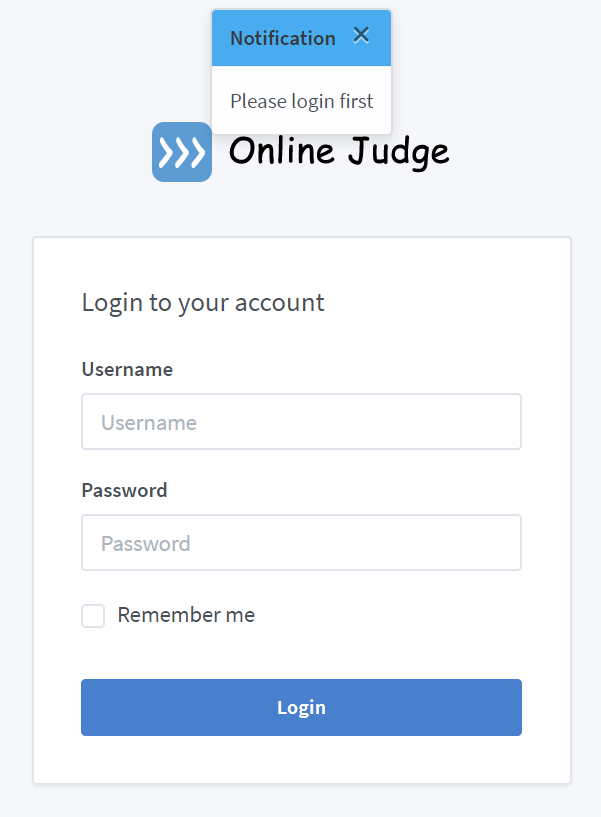 Notification
Please login first
Online Judge
Login to your account
Username
Username
Password
Password
Remember me
Login